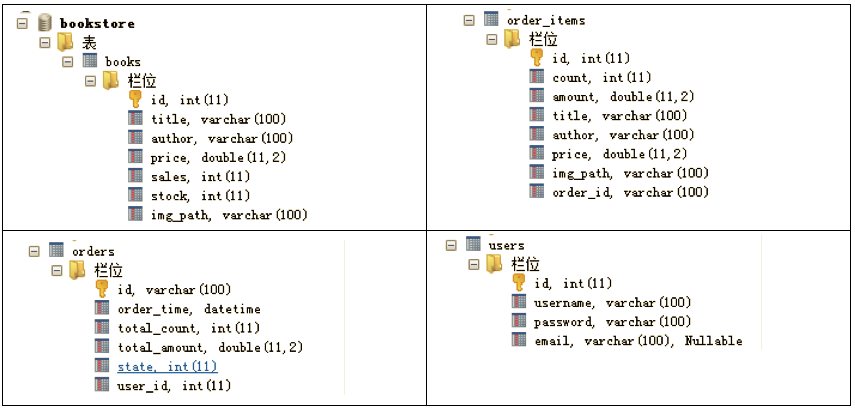 bookstore
表
books
栏位
id, int(11)
title, varchar(100)
author, varchar(100)
price, double(11,2)
sales, int(11)
stock, int(11)
img_path, varchar(100)
order_items
栏位
id, int(11)
count, int(11)
amount, double(11,2)
title, varchar(100)
author, varchar(100)
price, double(11,2)
img_path, varchar(100)
order_id, varchar(100)
orders
栏位
id, varchar(100)
order_time, datetime
total_count, int(11)
total_amount, double(11,2)
state, int(11)
user_id, int(11)
users
栏位
id, int(11)
username, varchar(100)
password, varchar(100)
email, varchar(100), Nullable